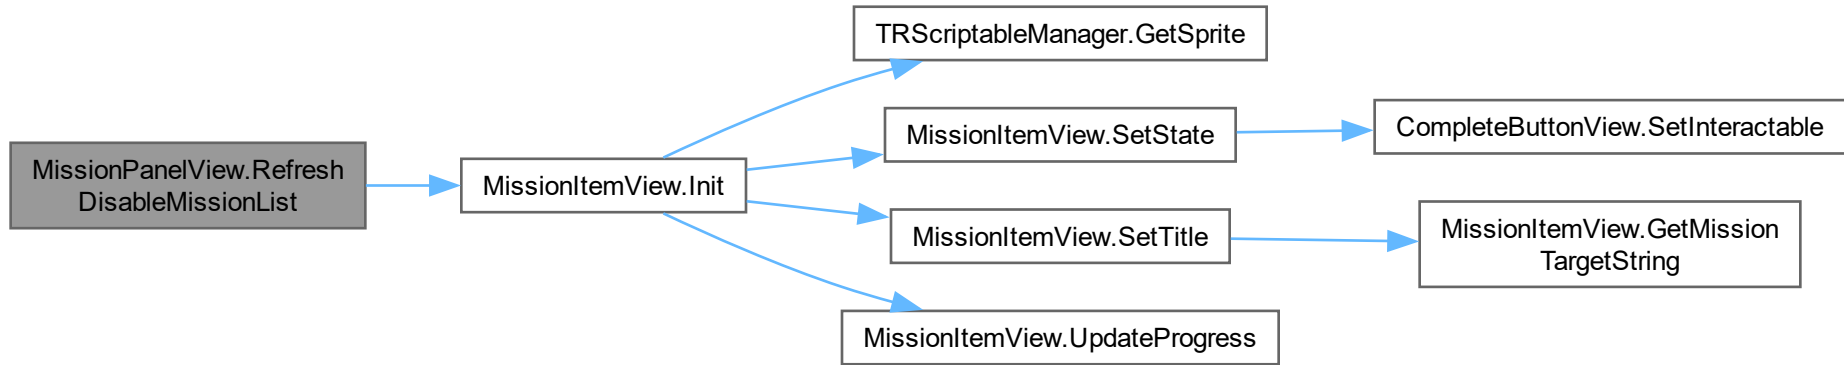 MissionPanelView.Refresh
DisableMissionList
MissionItemView.Init
TRScriptableManager.GetSprite
MissionItemView.SetState
CompleteButtonView.SetInteractable
MissionItemView.SetTitle
MissionItemView.GetMission
TargetString
MissionItemView.UpdateProgress